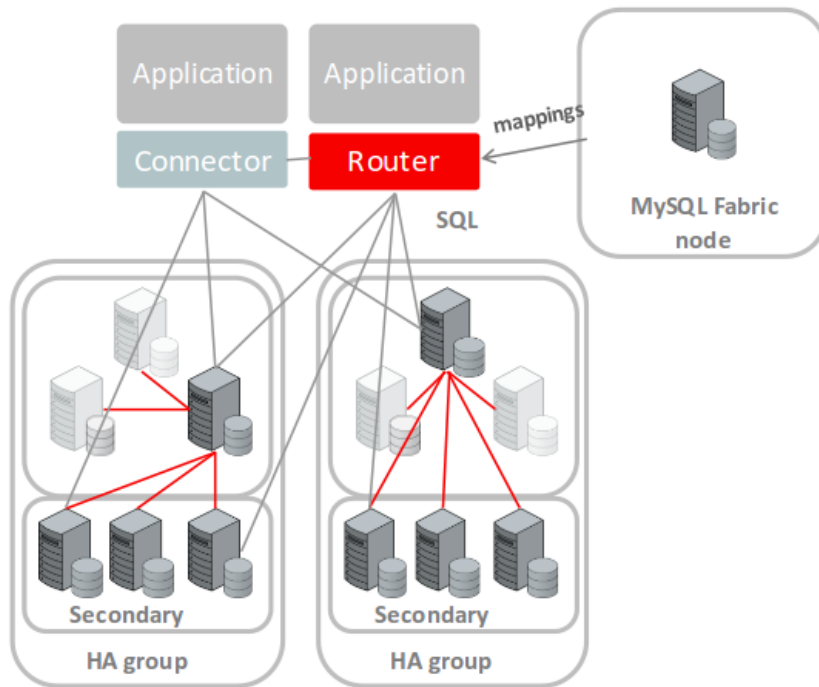 Application
Application
mappings
Connector
Router
SQL
MySQL Fabric
node
Secondary
Secondary
HA group
HA group